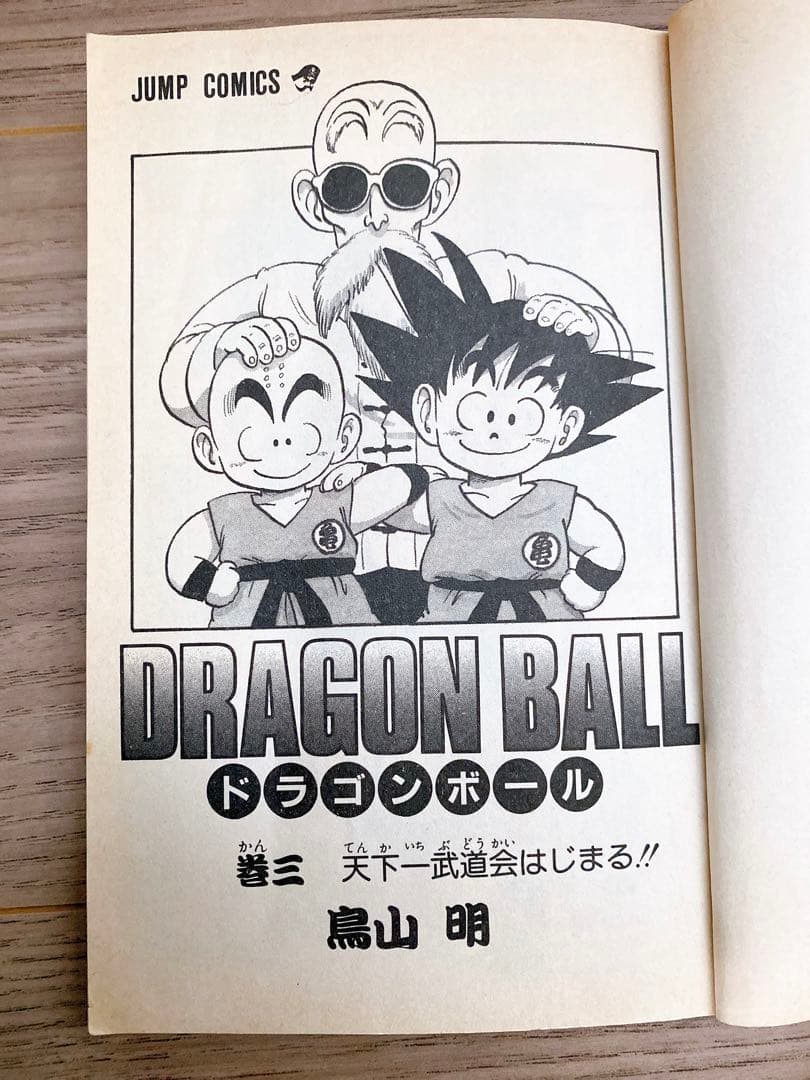 JUMP COMICS
亀
亀
DRAGON BALL
ドラゴンボール
かん てんかいちぶどうかい
巻三 天下一武道会はじまる!!
鳥山 明